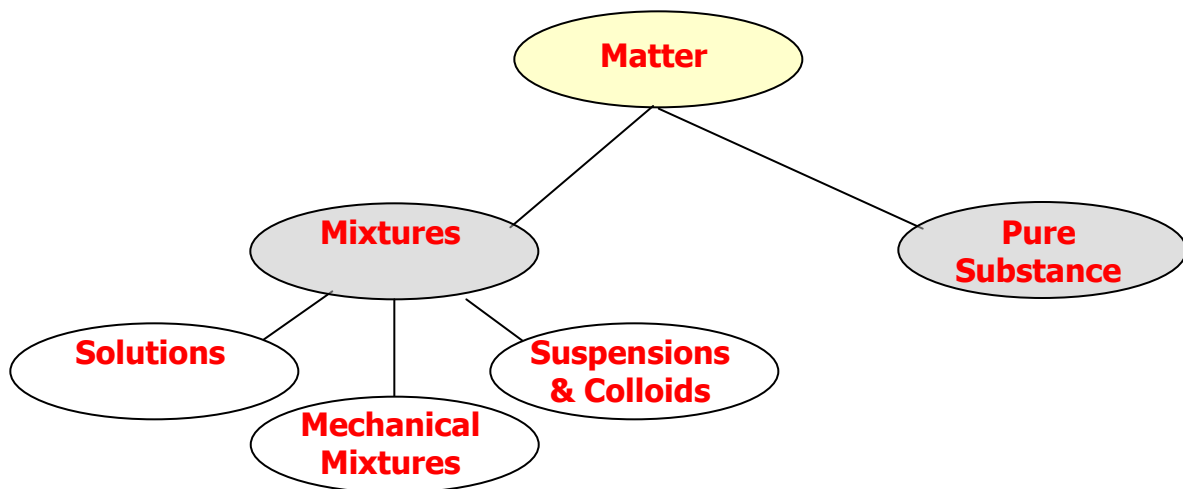 Matter
Mixtures
Pure
Substance
Solutions
Suspensions
& Colloids
Mechanical
Mixtures